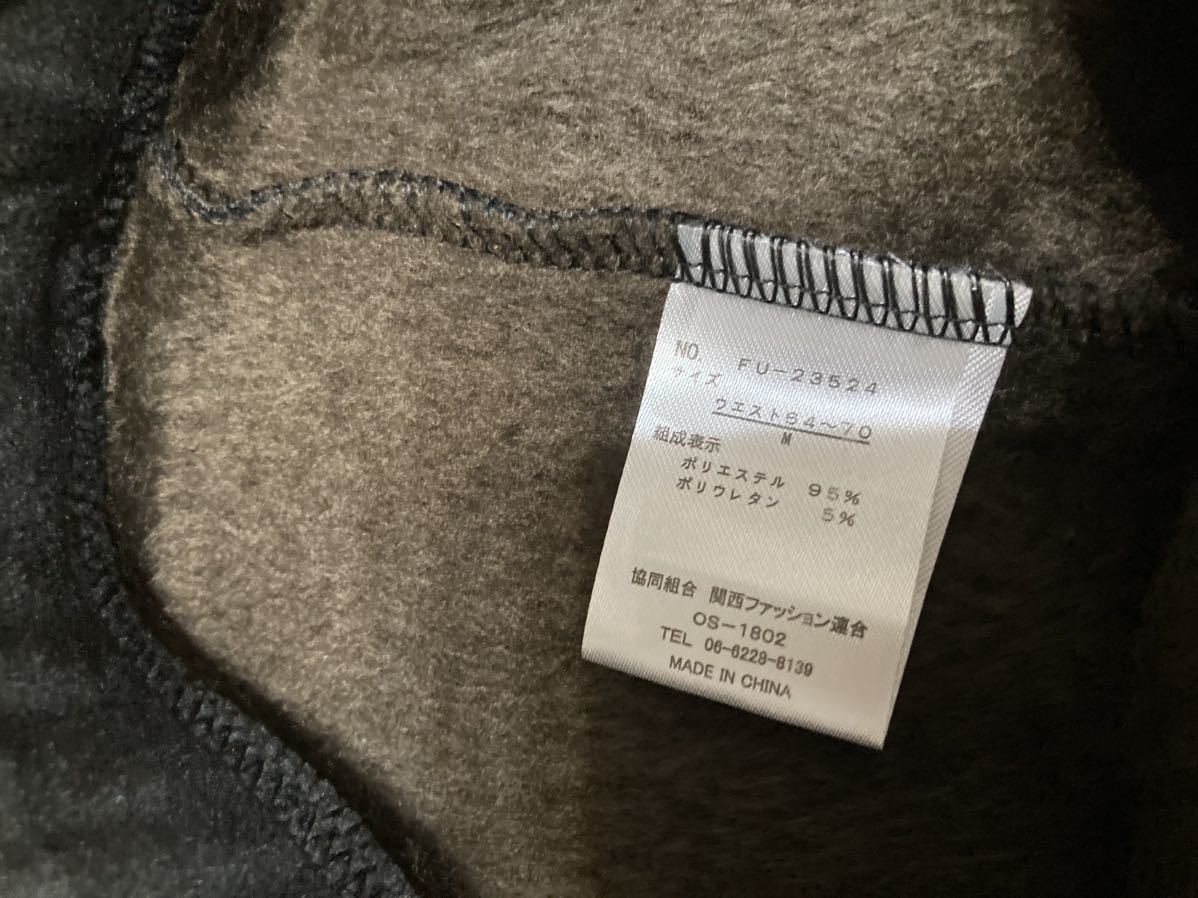 NO. FU-23524
サイズ
ウエスト64〜70
M
組成表示
ポリエステル 95%
ポリウレタン 5%
協同組合 関西ファッション連合
OS-1802
TEL 06-6228-8139
MADE IN CHINA